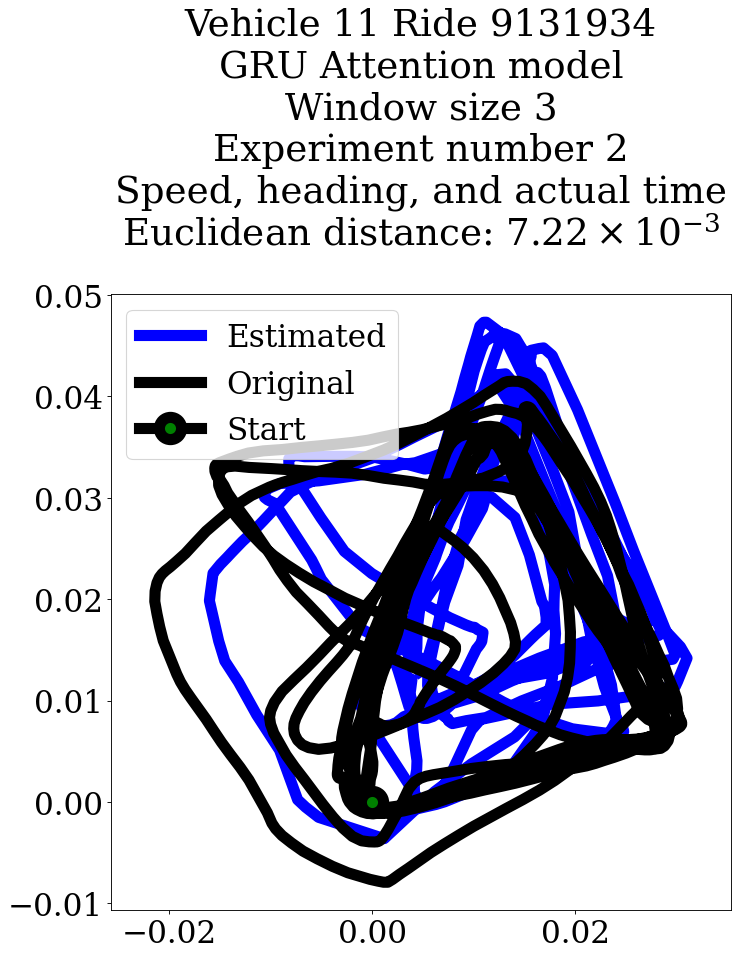 Vehicle 11 Ride 9131934
GRU Attention model
Window size 3
Experiment number 2
Speed, heading, and actual time
Euclidean distance: 7.22 × 10⁻³
0.05
Estimated
0.04
Original
Start
0.03
0.02
0.01
0.00
−0.01
−0.02 0.00 0.02